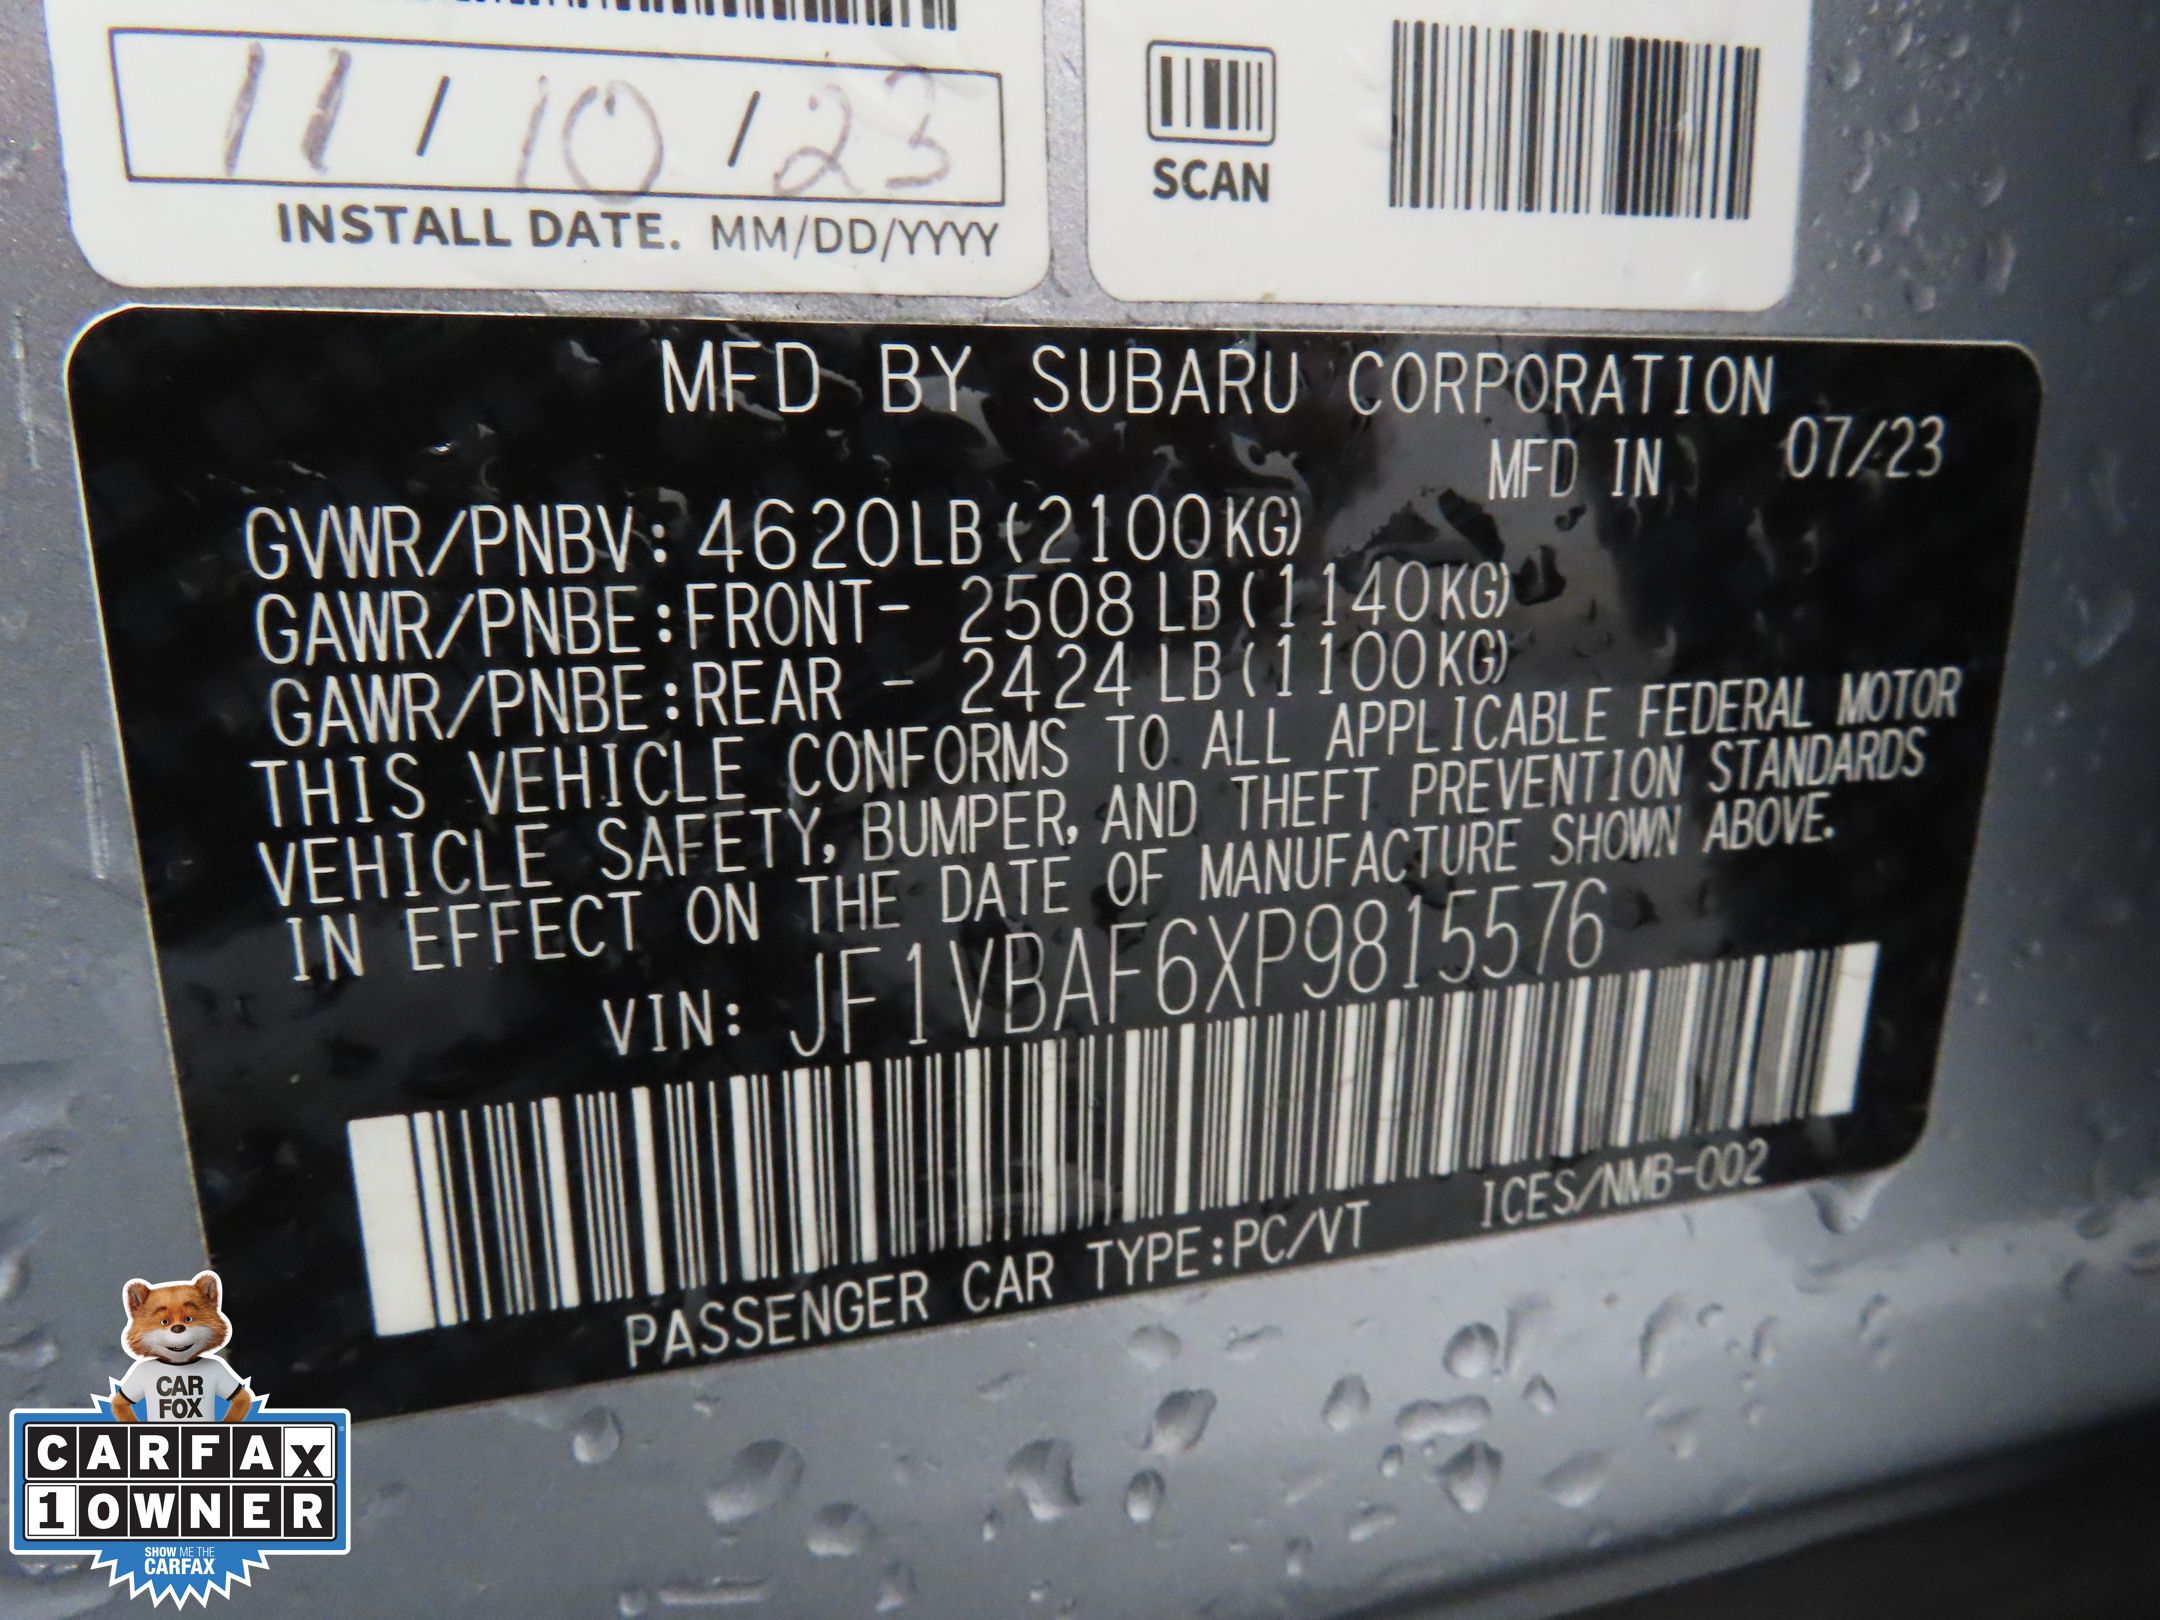 11 / 10 / 23
INSTALL DATE. MM/DD/YYYY
SCAN
MFD BY SUBARU CORPORATION
MFD IN 07/23
GVWR/PNBV: 4620LB(2100KG)
GAWR/PNBE:FRONT- 2508LB(1140KG)
GAWR/PNBE:REAR - 2424LB(1100KG)
THIS VEHICLE CONFORMS TO ALL APPLICABLE FEDERAL MOTOR
VEHICLE SAFETY, BUMPER, AND THEFT PREVENTION STANDARDS
IN EFFECT ON THE DATE OF MANUFACTURE SHOWN ABOVE.
VIN: JF1VBAF6XP9815576
PASSENGER CAR TYPE:PC/VT ICES/NMB-002
CAR
FOX
CARFAX
1 OWNER
SHOW ME THE
CARFAX